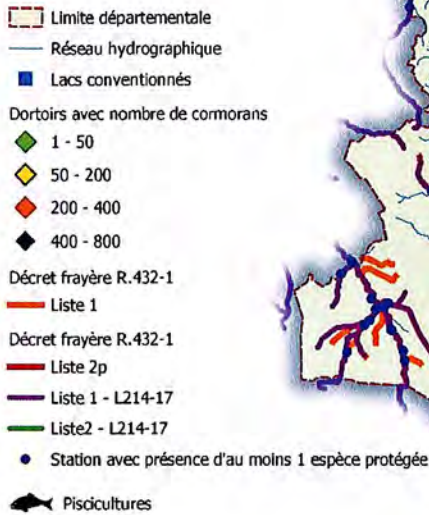 Limite départementale
Réseau hydrographique
Lacs conventionnés
Dortoirs avec nombre de cormorans
1 - 50
50 - 200
200 - 400
400 - 800
Décret frayère R.432-1
Liste 1
Décret frayère R.432-1
Liste 2p
Liste 1 - L214-17
Liste2 - L214-17
Station avec présence d'au moins 1 espèce protégée
Piscicultures